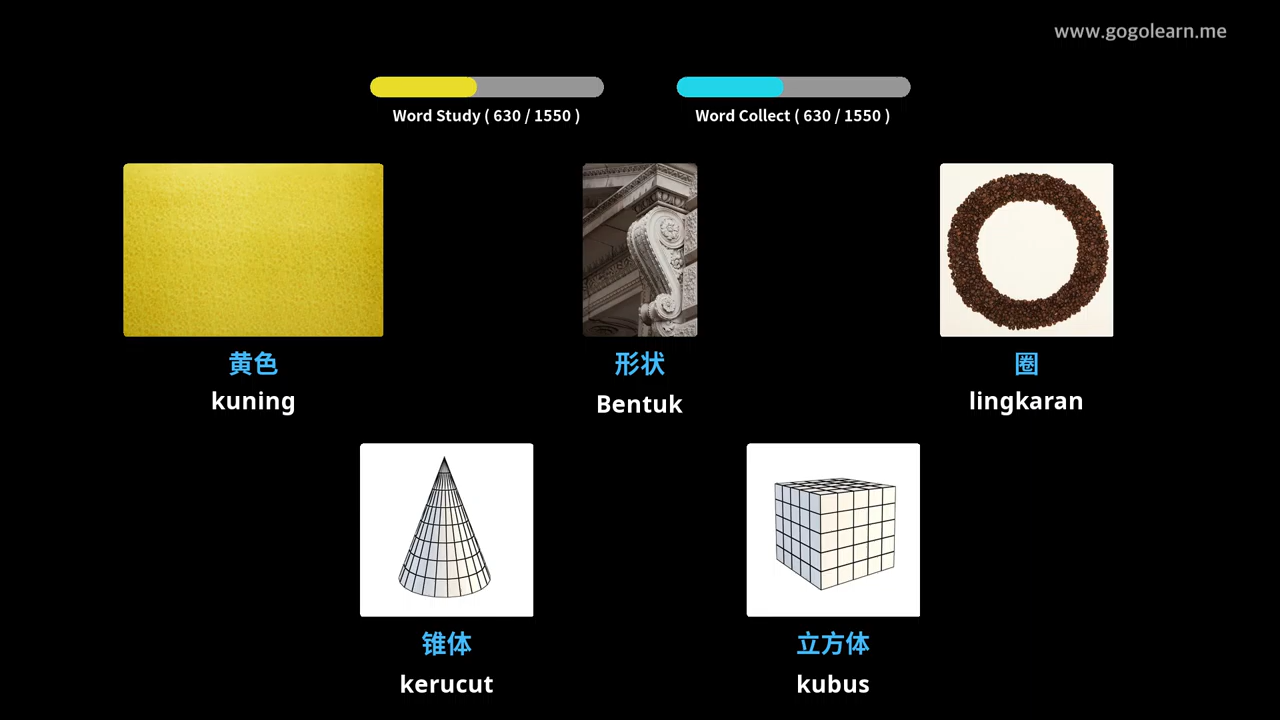 www.gogolearn.me
Word Study ( 630 / 1550 )
Word Collect ( 630 / 1550 )
黄色
kuning
形状
Bentuk
圈
lingkaran
锥体
kerucut
立方体
kubus